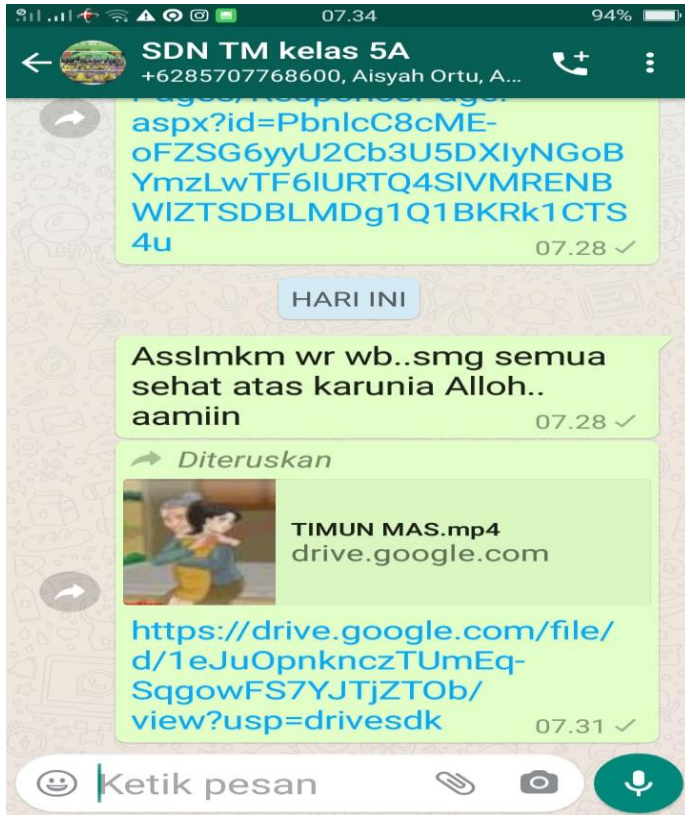 07.34
94%
SDN TM kelas 5A
+6285707768600, Aisyah Ortu, A...
aspx?id=PbnlcC8cME-
oFZSG6yyU2Cb3U5DXIyNGoB
YmzLwTF6lURTQ4SlVMRENB
WlZTSDBLMDg1Q1BKRk1CTS
4u
07.28
HARI INI
Asslmkm wr wb..smg semua
sehat atas karunia Alloh..
aamiin
07.28
Diteruskan
TIMUN MAS.mp4
drive.google.com
https://drive.google.com/file/
d/1eJuOpnknczTUmEq-
SqgowFS7YJTjZTOb/
view?usp=drivesdk
07.31
Ketik pesan